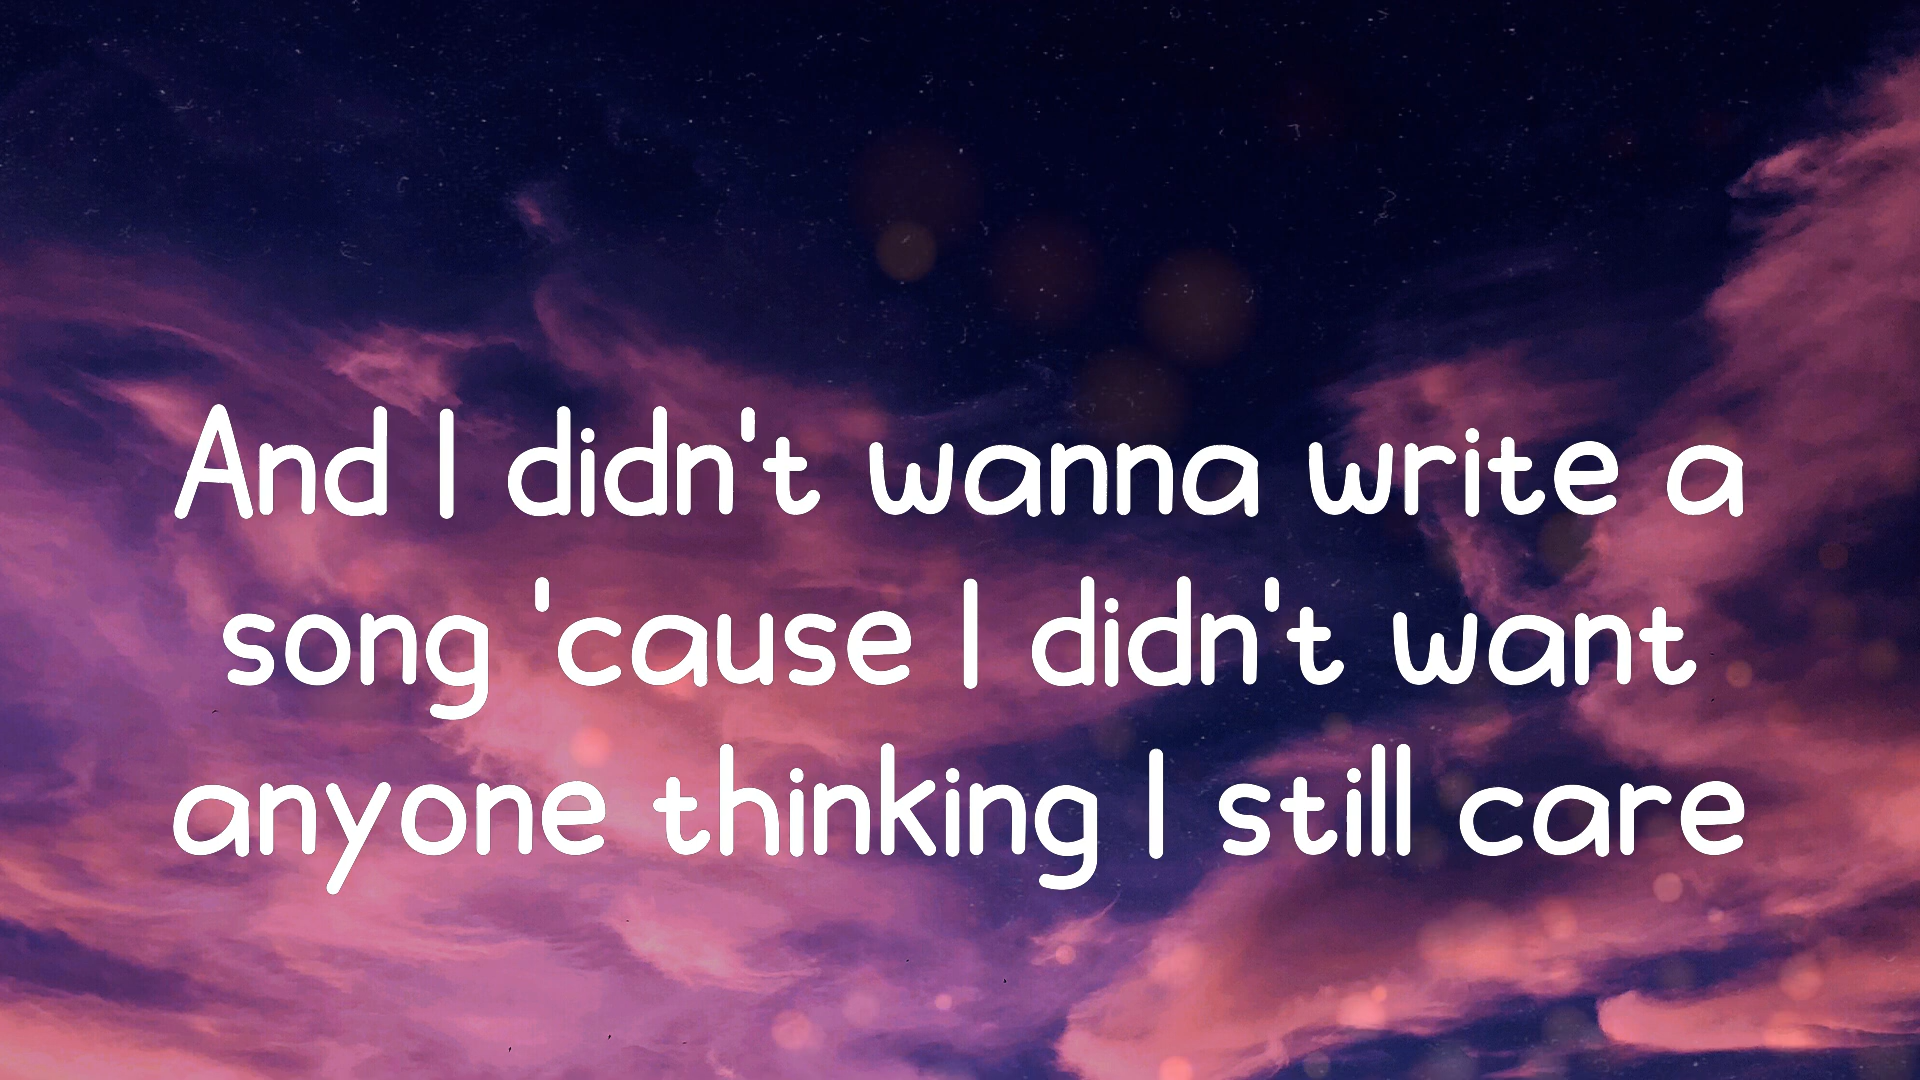 And I didn't wanna write a
song 'cause I didn't want
anyone thinking I still care